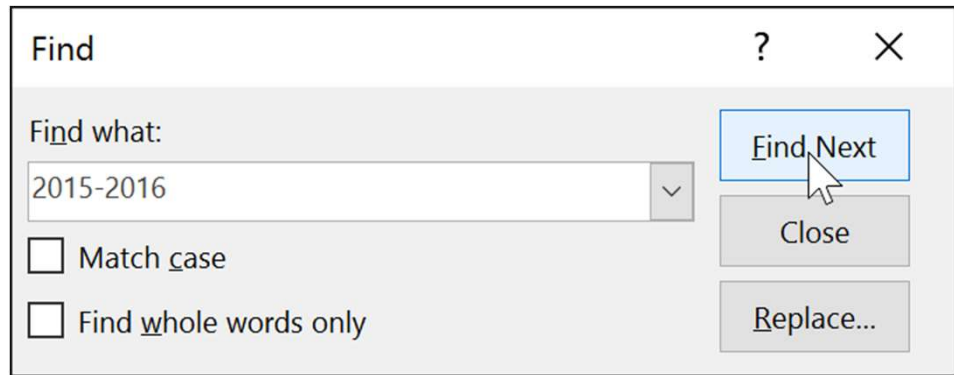 Find ?
Find what:
Find Next
2015-2016
Close
Match case
Find whole words only
Replace...